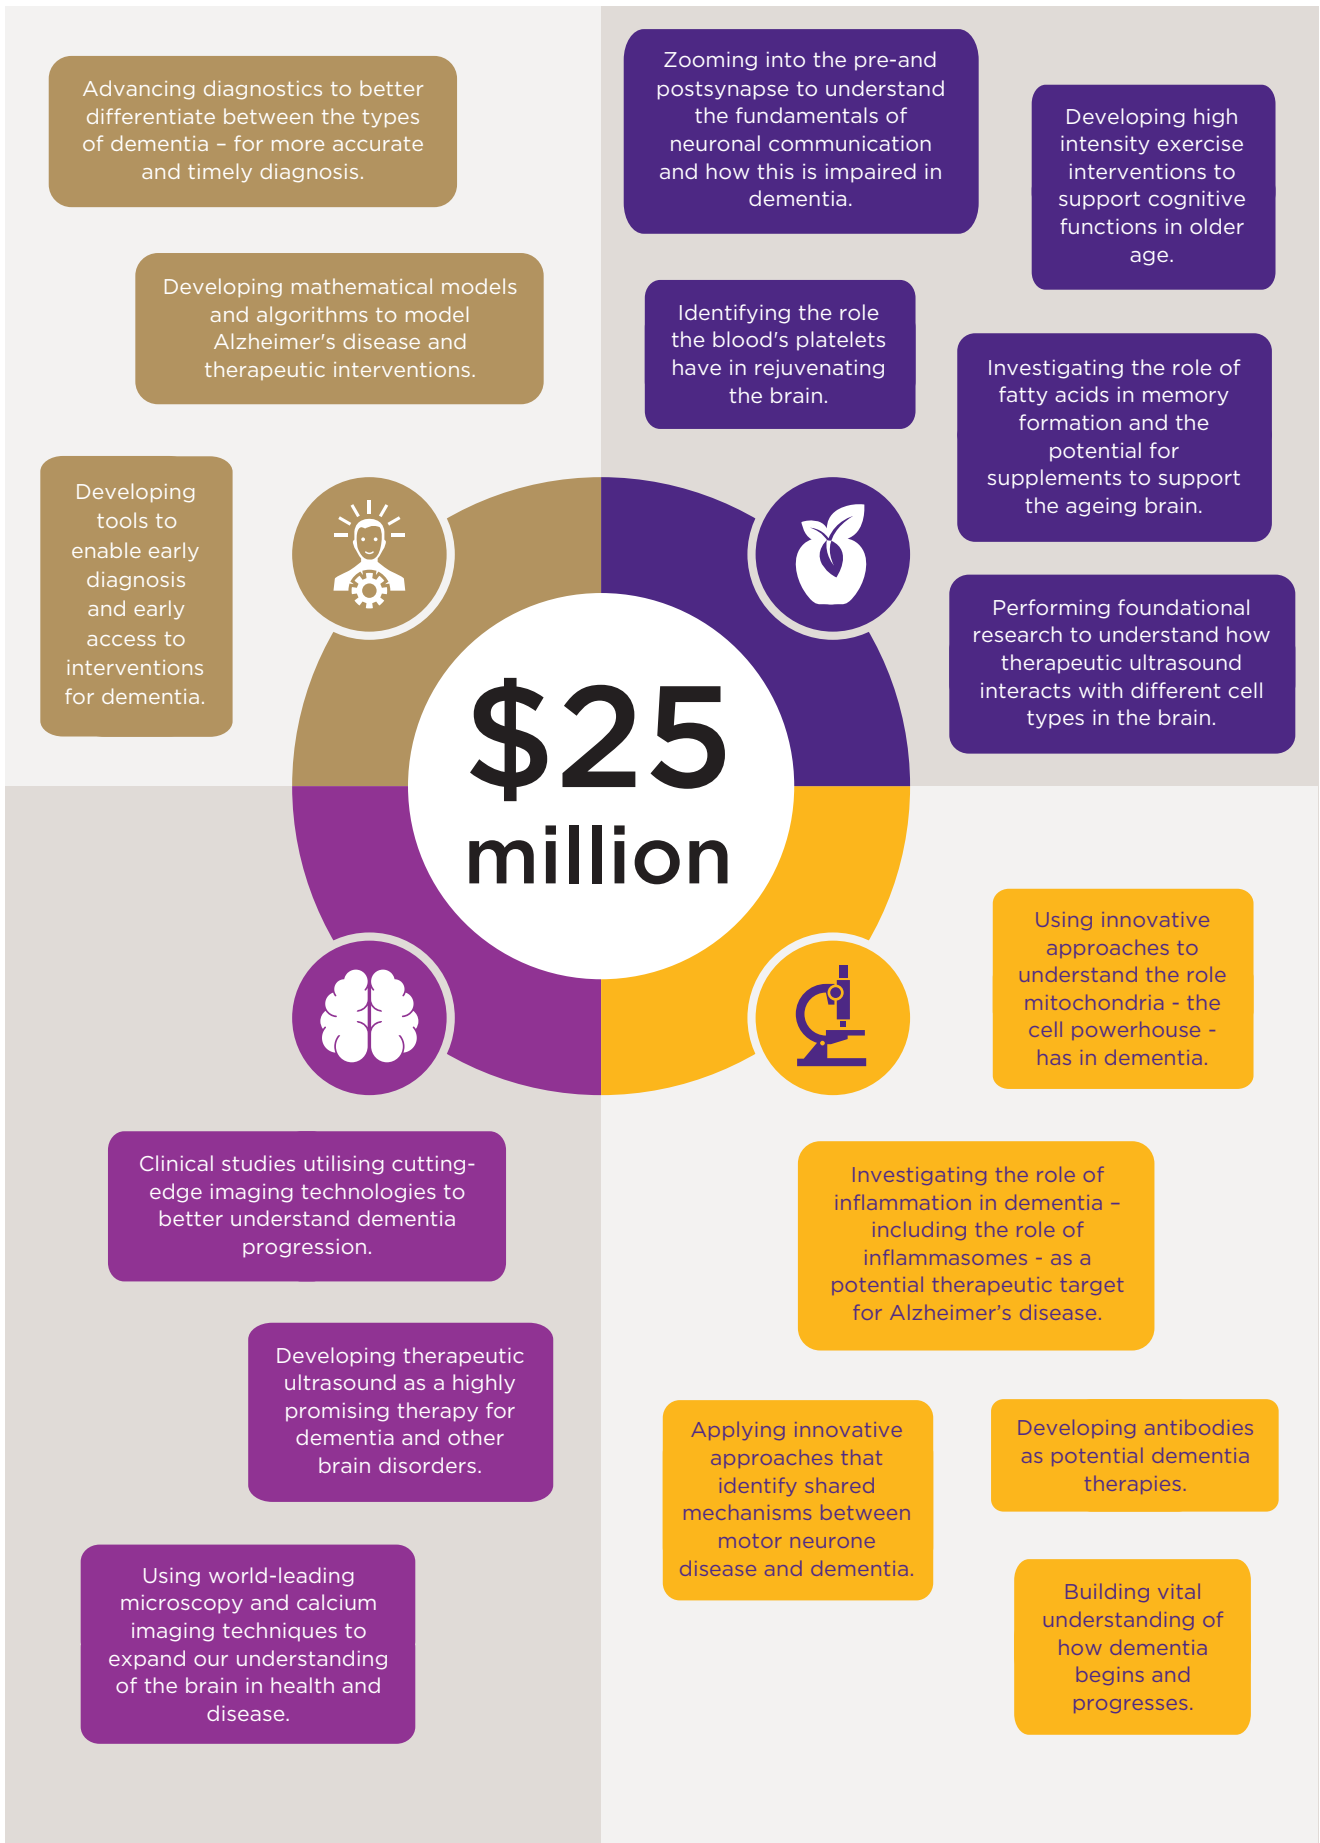 Advancing diagnostics to better
differentiate between the types
of dementia – for more accurate
and timely diagnosis.
Developing mathematical models
and algorithms to model
Alzheimer's disease and
therapeutic interventions.
Developing
tools to
enable early
diagnosis
and early
access to
interventions
for dementia.
Zooming into the pre-and
postsynapse to understand
the fundamentals of
neuronal communication
and how this is impaired in
dementia.
Developing high
intensity exercise
interventions to
support cognitive
functions in older
age.
Identifying the role
the blood's platelets
have in rejuvenating
the brain.
Investigating the role of
fatty acids in memory
formation and the
potential for
supplements to support
the ageing brain.
Performing foundational
research to understand how
therapeutic ultrasound
interacts with different cell
types in the brain.
$25
million
Clinical studies utilising cutting-
edge imaging technologies to
better understand dementia
progression.
Developing therapeutic
ultrasound as a highly
promising therapy for
dementia and other
brain disorders.
Using world-leading
microscopy and calcium
imaging techniques to
expand our understanding
of the brain in health and
disease.
Using innovative
approaches to
understand the role
mitochondria - the
cell powerhouse -
has in dementia.
Investigating the role of
inflammation in dementia –
including the role of
inflammasomes - as a
potential therapeutic target
for Alzheimer’s disease.
Applying innovative
approaches that
identify shared
mechanisms between
motor neurone
disease and dementia.
Developing antibodies
as potential dementia
therapies.
Building vital
understanding of
how dementia
begins and
progresses.